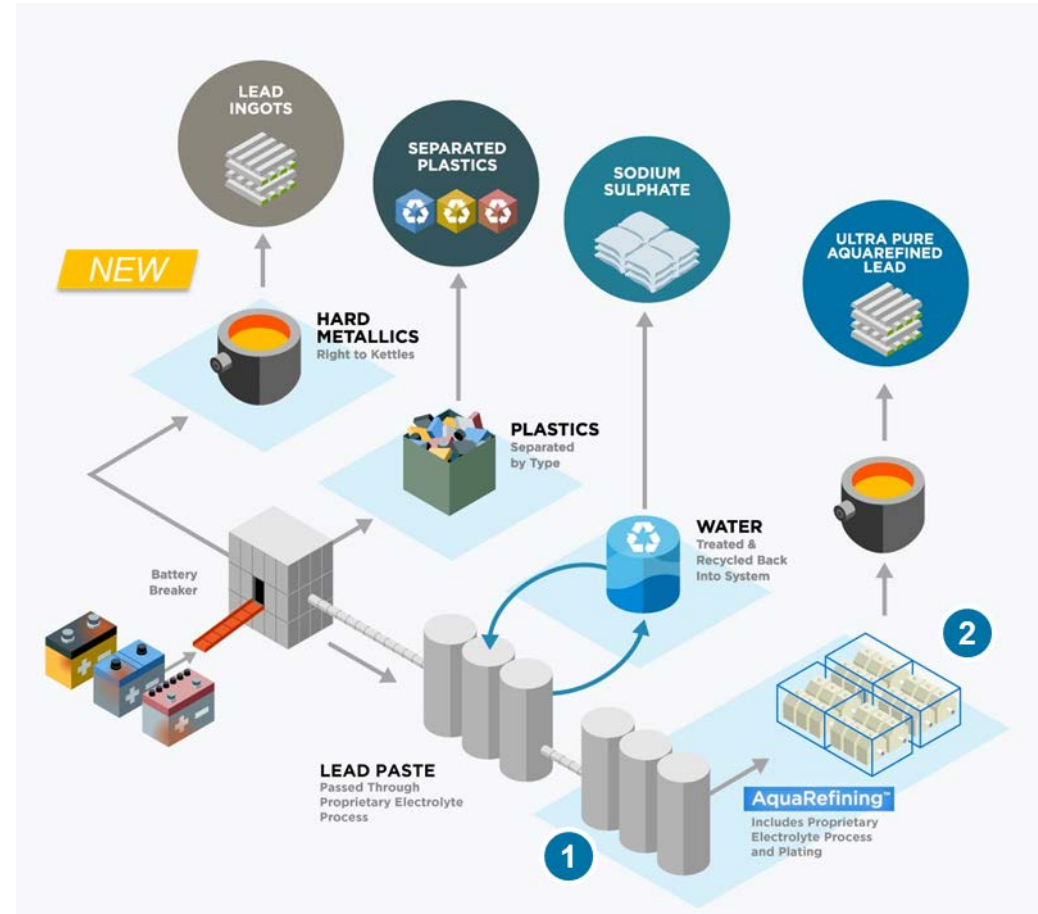 LEAD
INGOTS
SEPARATED
PLASTICS
SODIUM
SULPHATE
ULTRA PURE
AQUAREFINED
LEAD
NEW
HARD
METALLICS
Right to Kettles
PLASTICS
Separated
by Type
WATER
Treated &
Recycled Back
Into System
Battery
Breaker
LEAD PASTE
Passed Through
Proprietary Electrolyte
Process
1
2
AquaRefining™
Includes Proprietary
Electrolyte Process
and Plating